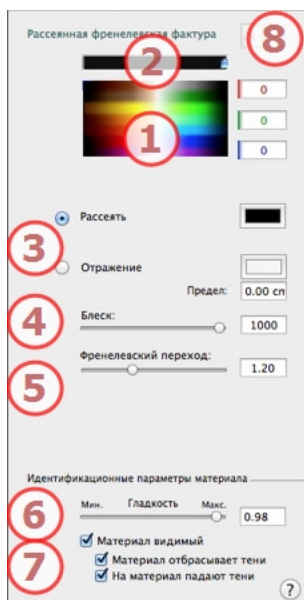 Рассеянная френелевская фактура
8
2
0
1
0
0
Рассеять
3
Отражение
Предел: 0.00 cm
4
Блеск:
1000
Френелевский переход:
5
1.20
Идентификационные параметры материала
6
Мин. Гладкость Макс.
0.98
7
Материал видимый
Материал отбрасывает тени
На материал падают тени
?